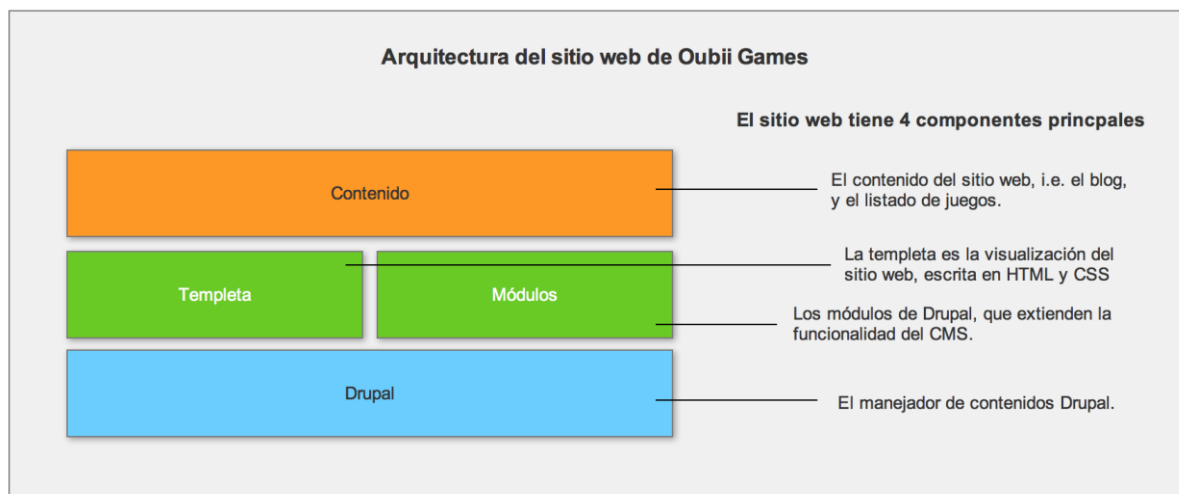 Arquitectura del sitio web de Oubii Games
El sitio web tiene 4 componentes princpales
Contenido
El contenido del sitio web, i.e. el blog,
y el listado de juegos.
Templeta
Módulos
La templeta es la visualización del
sitio web, escrita en HTML y CSS
Los módulos de Drupal, que extienden la
funcionalidad del CMS.
Drupal
El manejador de contenidos Drupal.